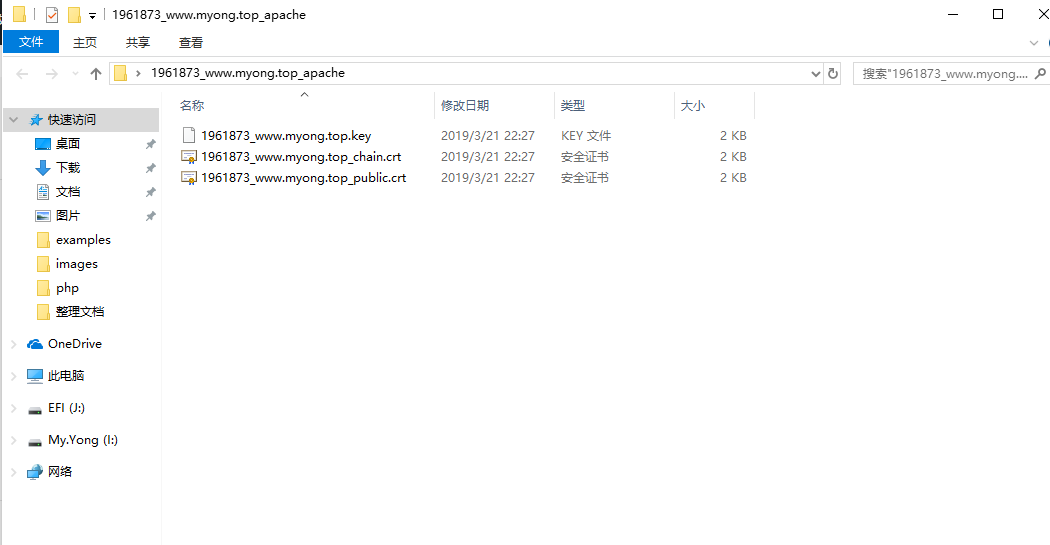 1961873_www.myong.top_apache
文件 主页 共享 查看
1961873_www.myong.top_apache 搜索"1961873_www.myong....
名称 修改日期 类型 大小
快速访问
桌面
下载
文档
图片
examples
images
php
整理文档
OneDrive
此电脑
EFI (J:)
My.Yong (I:)
网络
1961873_www.myong.top.key 2019/3/21 22:27 KEY 文件 2 KB
1961873_www.myong.top_chain.crt 2019/3/21 22:27 安全证书 2 KB
1961873_www.myong.top_public.crt 2019/3/21 22:27 安全证书 2 KB